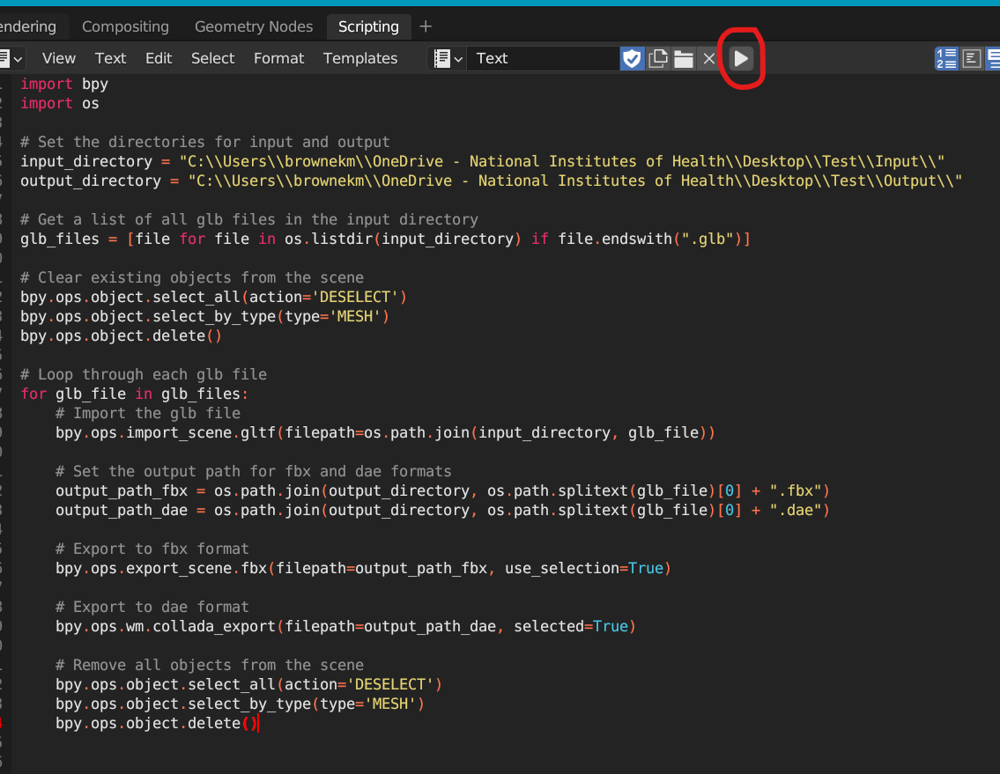 endering Compositing Geometry Nodes Scripting +
View Text Edit Select Format Templates Text
import bpy
import os
# Set the directories for input and output
input_directory = "C:\\Users\\brownekm\\OneDrive - National Institutes of Health\\Desktop\\Test\\Input\\"
output_directory = "C:\\Users\\brownekm\\OneDrive - National Institutes of Health\\Desktop\\Test\\Output\\"
# Get a list of all glb files in the input directory
glb_files = [file for file in os.listdir(input_directory) if file.endswith(".glb")]
# Clear existing objects from the scene
bpy.ops.object.select_all(action='DESELECT')
bpy.ops.object.select_by_type(type='MESH')
bpy.ops.object.delete()
# Loop through each glb file
for glb_file in glb_files:
    # Import the glb file
    bpy.ops.import_scene.gltf(filepath=os.path.join(input_directory, glb_file))
    # Set the output path for fbx and dae formats
    output_path_fbx = os.path.join(output_directory, os.path.splitext(glb_file)[0] + ".fbx")
    output_path_dae = os.path.join(output_directory, os.path.splitext(glb_file)[0] + ".dae")
    # Export to fbx format
    bpy.ops.export_scene.fbx(filepath=output_path_fbx, use_selection=True)
    # Export to dae format
    bpy.ops.wm.collada_export(filepath=output_path_dae, selected=True)
    # Remove all objects from the scene
    bpy.ops.object.select_all(action='DESELECT')
    bpy.ops.object.select_by_type(type='MESH')
    bpy.ops.object.delete()